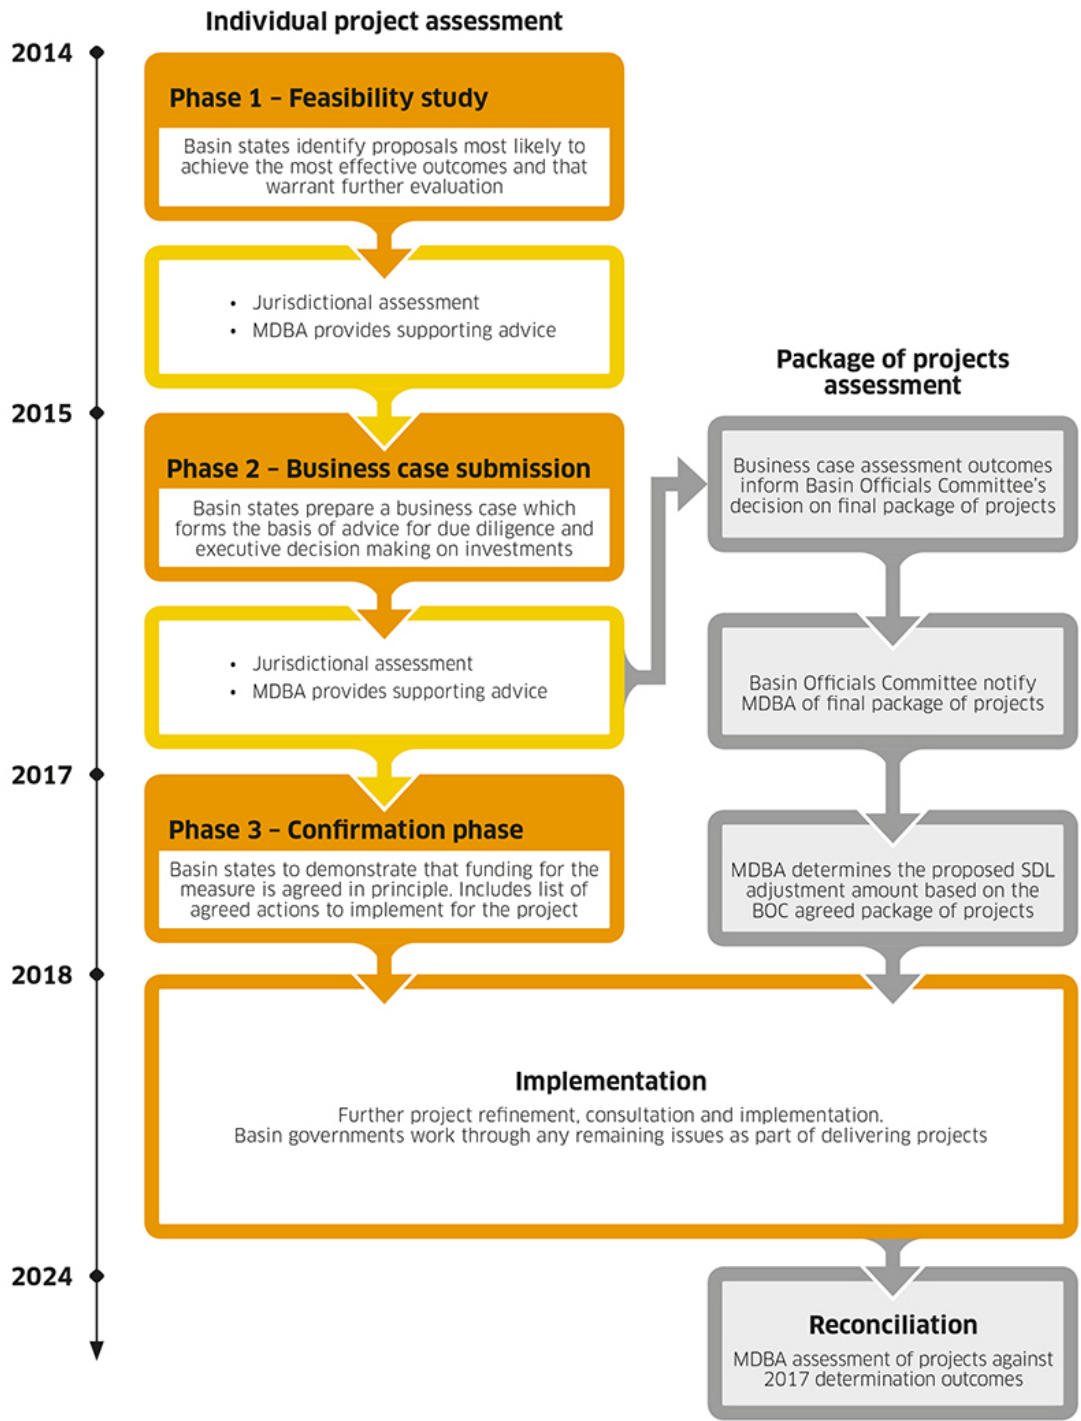 Individual project assessment
2014
Phase 1 – Feasibility study
Basin states identify proposals most likely to
achieve the most effective outcomes and that
warrant further evaluation
• Jurisdictional assessment
• MDBA provides supporting advice
2015
Phase 2 – Business case submission
Basin states prepare a business case which
forms the basis of advice for due diligence and
executive decision making on investments
• Jurisdictional assessment
• MDBA provides supporting advice
Package of projects
assessment
Business case assessment outcomes
inform Basin Officials Committee's
decision on final package of projects
Basin Officials Committee notify
MDBA of final package of projects
2017
Phase 3 – Confirmation phase
Basin states to demonstrate that funding for the
measure is agreed in principle. Includes list of
agreed actions to implement for the project
MDBA determines the proposed SDL
adjustment amount based on the
BOC agreed package of projects
2018
Implementation
Further project refinement, consultation and implementation.
Basin governments work through any remaining issues as part of delivering projects
2024
Reconciliation
MDBA assessment of projects against
2017 determination outcomes